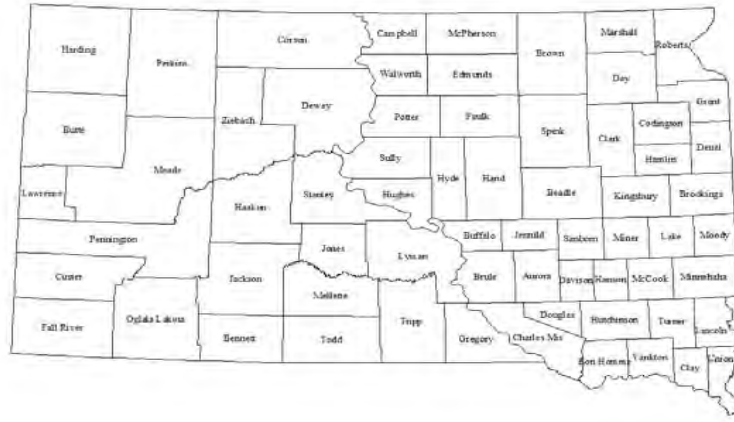 Harding
Perkins
Corson
Campbell
McPherson
Brown
Marshall
Roberts
Walworth
Edmunds
Day
Butte
Ziebach
Dewey
Potter
Faulk
Spink
Clark
Codington
Grant
Hamlin
Deuel
Meade
Sully
Hyde
Hand
Lawrence
Haakon
Stanley
Hughes
Beadle
Kingsbury
Brookings
Pennington
Jones
Lyman
Buffalo
Jerauld
Sanborn
Miner
Lake
Moody
Custer
Jackson
Brule
Aurora
Davison
Hanson
McCook
Minnehaha
Mellette
Fall River
Oglala Lakota
Tripp
Douglas
Hutchinson
Turner
Lincoln
Bennett
Todd
Gregory
Charles Mix
Bon Homme
Yankton
Clay
Union